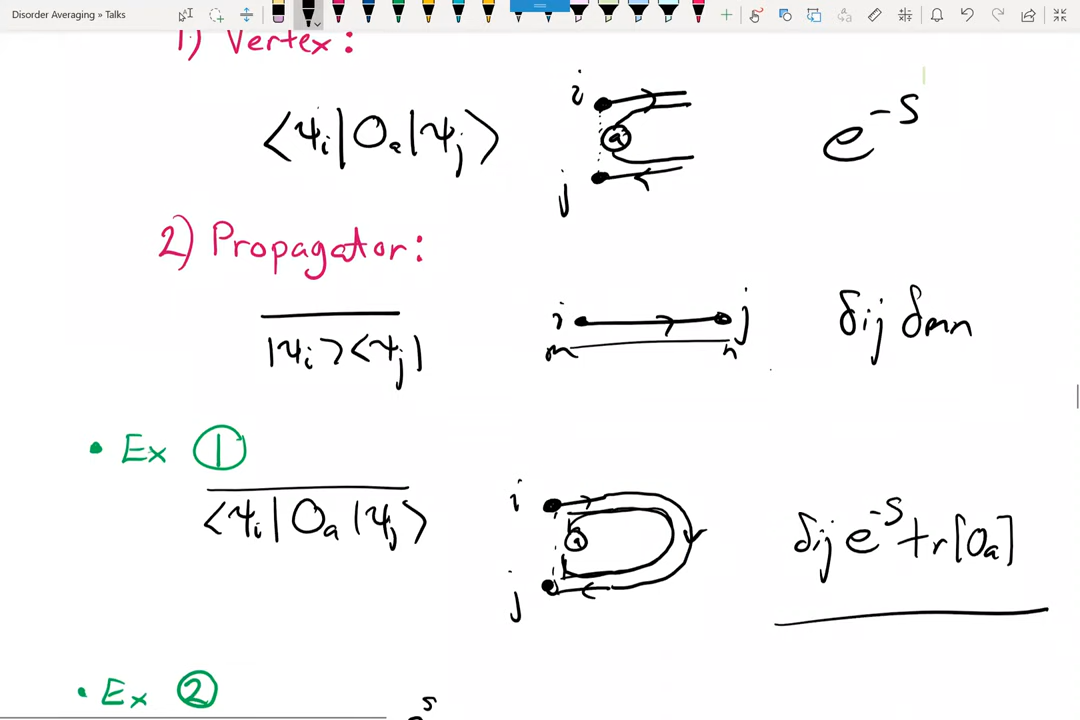 Disorder Averaging » Talks
1) Vertex:
i
⟨ψi|Oa|ψj⟩
a
e^-S
j
2) Propagator:
|ψi⟩⟨ψj|
i
j
m
n
δij δmn
• Ex ①
i
⟨ψi|Oa|ψj⟩
a
δij e^-S tr[Oa]
j
• Ex ②
s